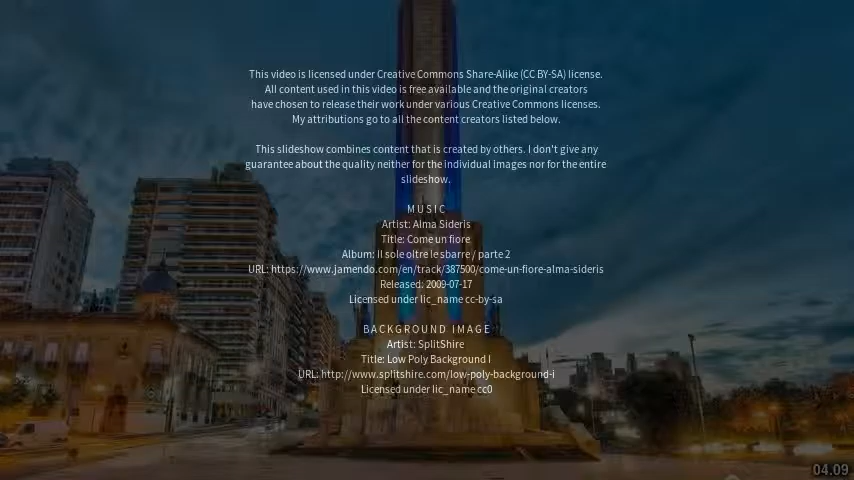 This video is licensed under Creative Commons Share-Alike (CC BY-SA) license.
All content used in this video is free available and the original creators
have chosen to release their work under various Creative Commons licenses.
My attributions go to all the content creators listed below.
This slideshow combines content that is created by others. I don't give any
guarantee about the quality neither for the individual images nor for the entire
slideshow.
MUSIC
Artist: Alma Sideris
Title: Come un fiore
Album: Il sole oltre le sbarre / parte 2
URL: https://www.jamendo.com/en/track/387500/come-un-fiore-alma-sideris
Released: 2009-07-17
Licensed under lic_name cc-by-sa
BACKGROUND IMAGE
Artist: SplitShire
Title: Low Poly Background I
URL: http://www.splitshire.com/low-poly-background-i
Licensed under lic_name cc0
04.09